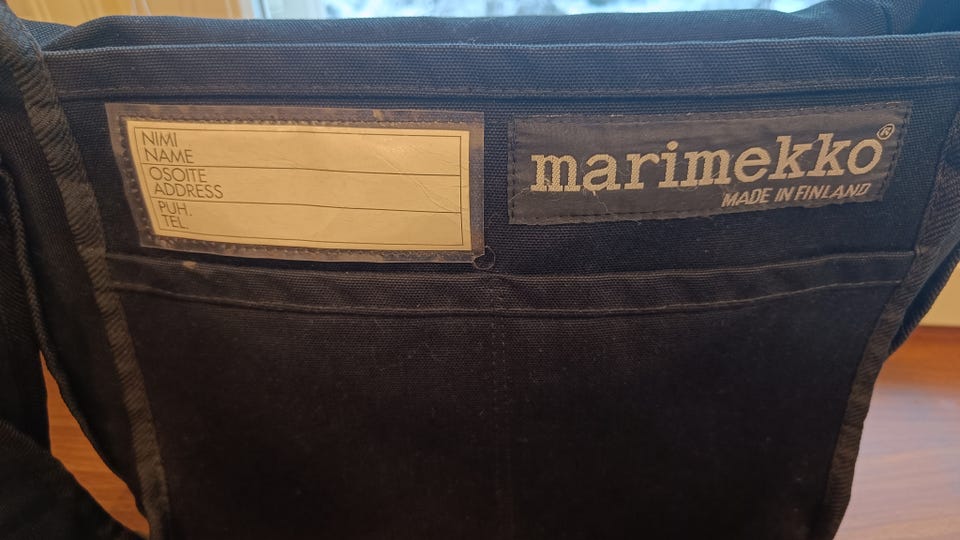 NIMI
NAME
OSOITE
ADDRESS
PUH.
TEL.
marimekko®
MADE IN FINLAND